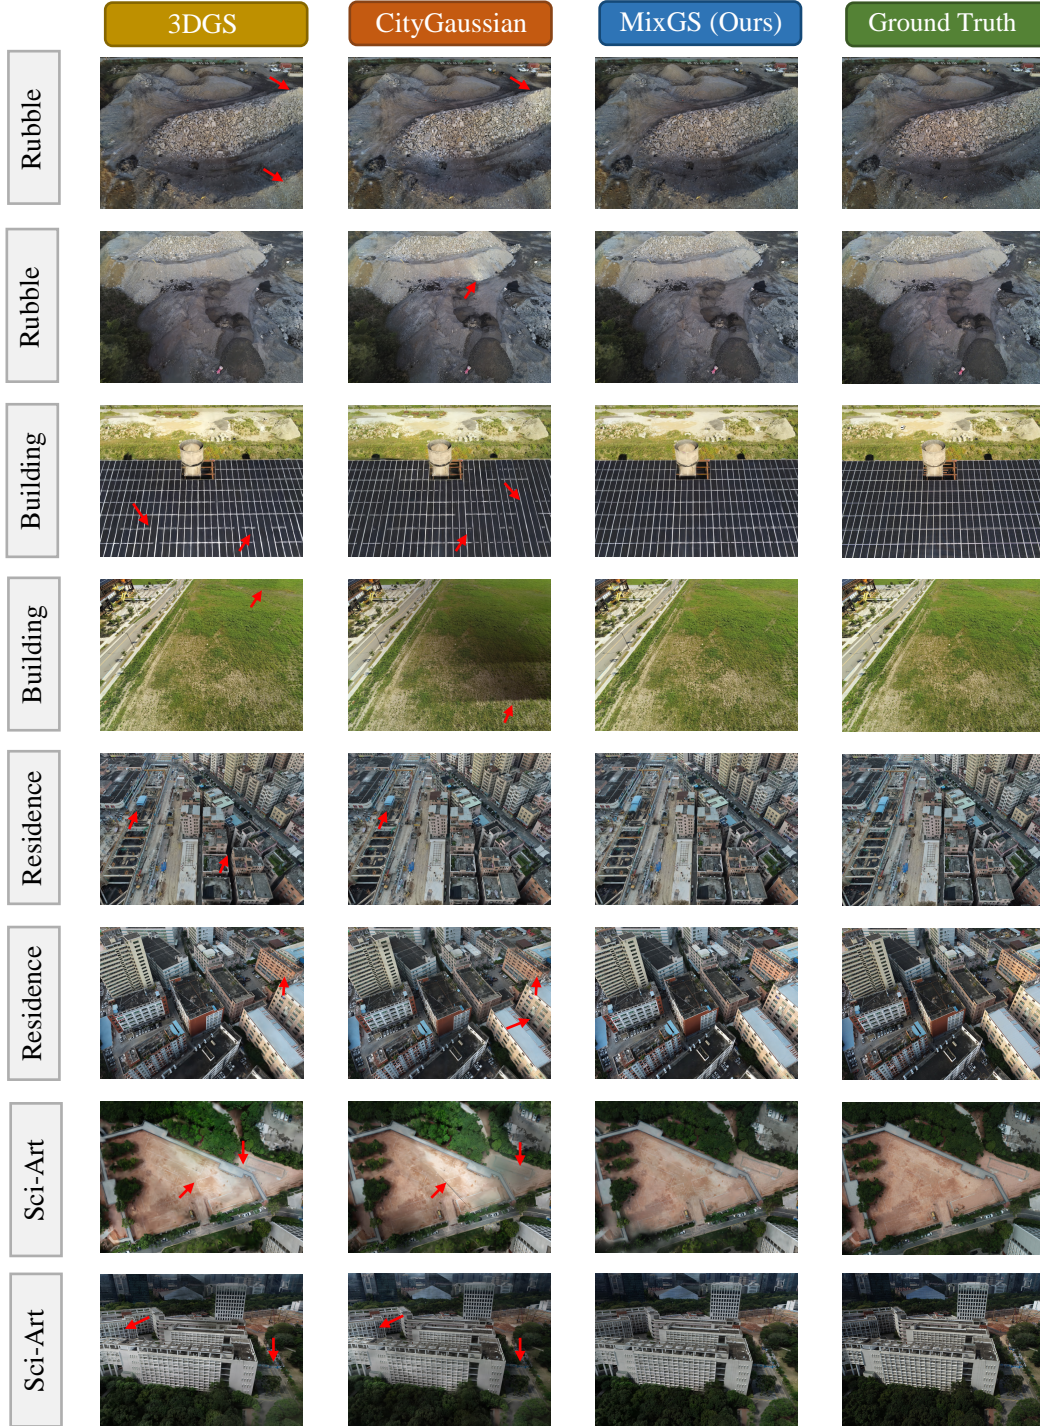 3DGS
CityGaussian
MixGS (Ours)
Ground Truth
Rubble
Rubble
Building
Building
Residence
Residence
Sci-Art
Sci-Art